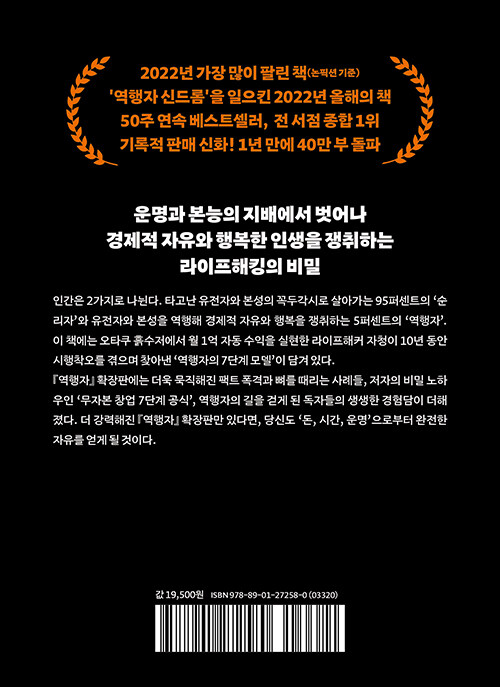 2022년 가장 많이 팔린 책(논픽션 기준)
'역행자 신드롬'을 일으킨 2022년 올해의 책
50주 연속 베스트셀러, 전 서점 종합 1위
기록적 판매 신화! 1년 만에 40만 부 돌파
운명과 본능의 지배에서 벗어나
경제적 자유와 행복한 인생을 쟁취하는
라이프해킹의 비밀
인간은 2가지로 나뉜다. 타고난 유전자와 본성의 꼭두각시로 살아가는 95퍼센트의 ‘순
리자’와 유전자와 본성을 역행해 경제적 자유와 행복을 쟁취하는 5퍼센트의 ‘역행자’.
이 책에는 오타쿠 흙수저에서 월 1억 자동 수익을 실현한 라이프해커 자청이 10년 동안
시행착오를 겪으며 찾아낸 ‘역행자의 7단계 모델’이 담겨 있다.
『역행자』 확장판에는 더욱 묵직해진 팩트 폭격과 뼈를 때리는 사례들, 저자의 비밀 노하
우인 ‘무자본 창업 7단계 공식’, 역행자의 길을 걷게 된 독자들의 생생한 경험담이 더해
졌다. 더 강력해진 『역행자』 확장판만 있다면, 당신도 ‘돈, 시간, 운명’으로부터 완전한
자유를 얻게 될 것이다.
값 19,500원 ISBN 978-89-01-27258-0 (03320)